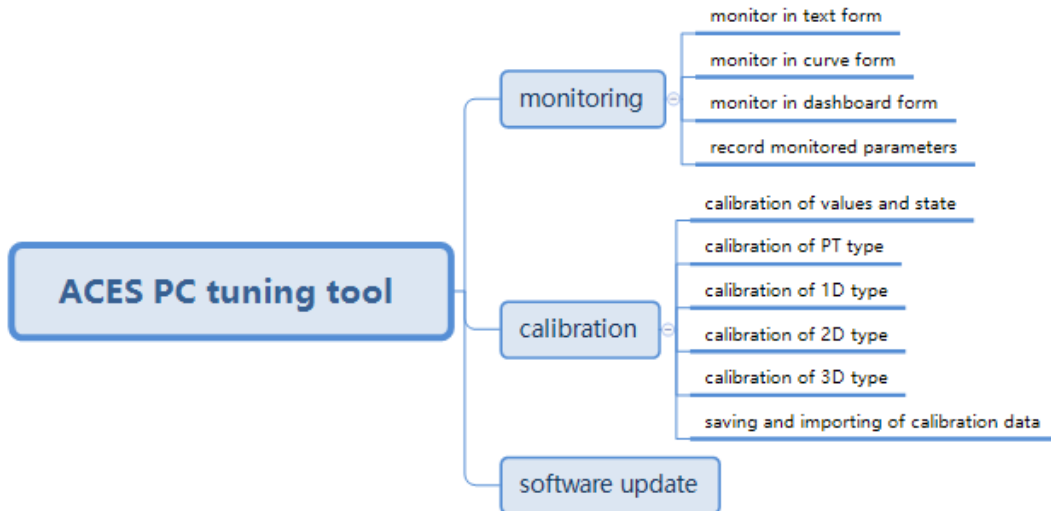 ACES PC tuning tool
monitoring
monitor in text form
monitor in curve form
monitor in dashboard form
record monitored parameters
calibration
calibration of values and state
calibration of PT type
calibration of 1D type
calibration of 2D type
calibration of 3D type
saving and importing of calibration data
software update